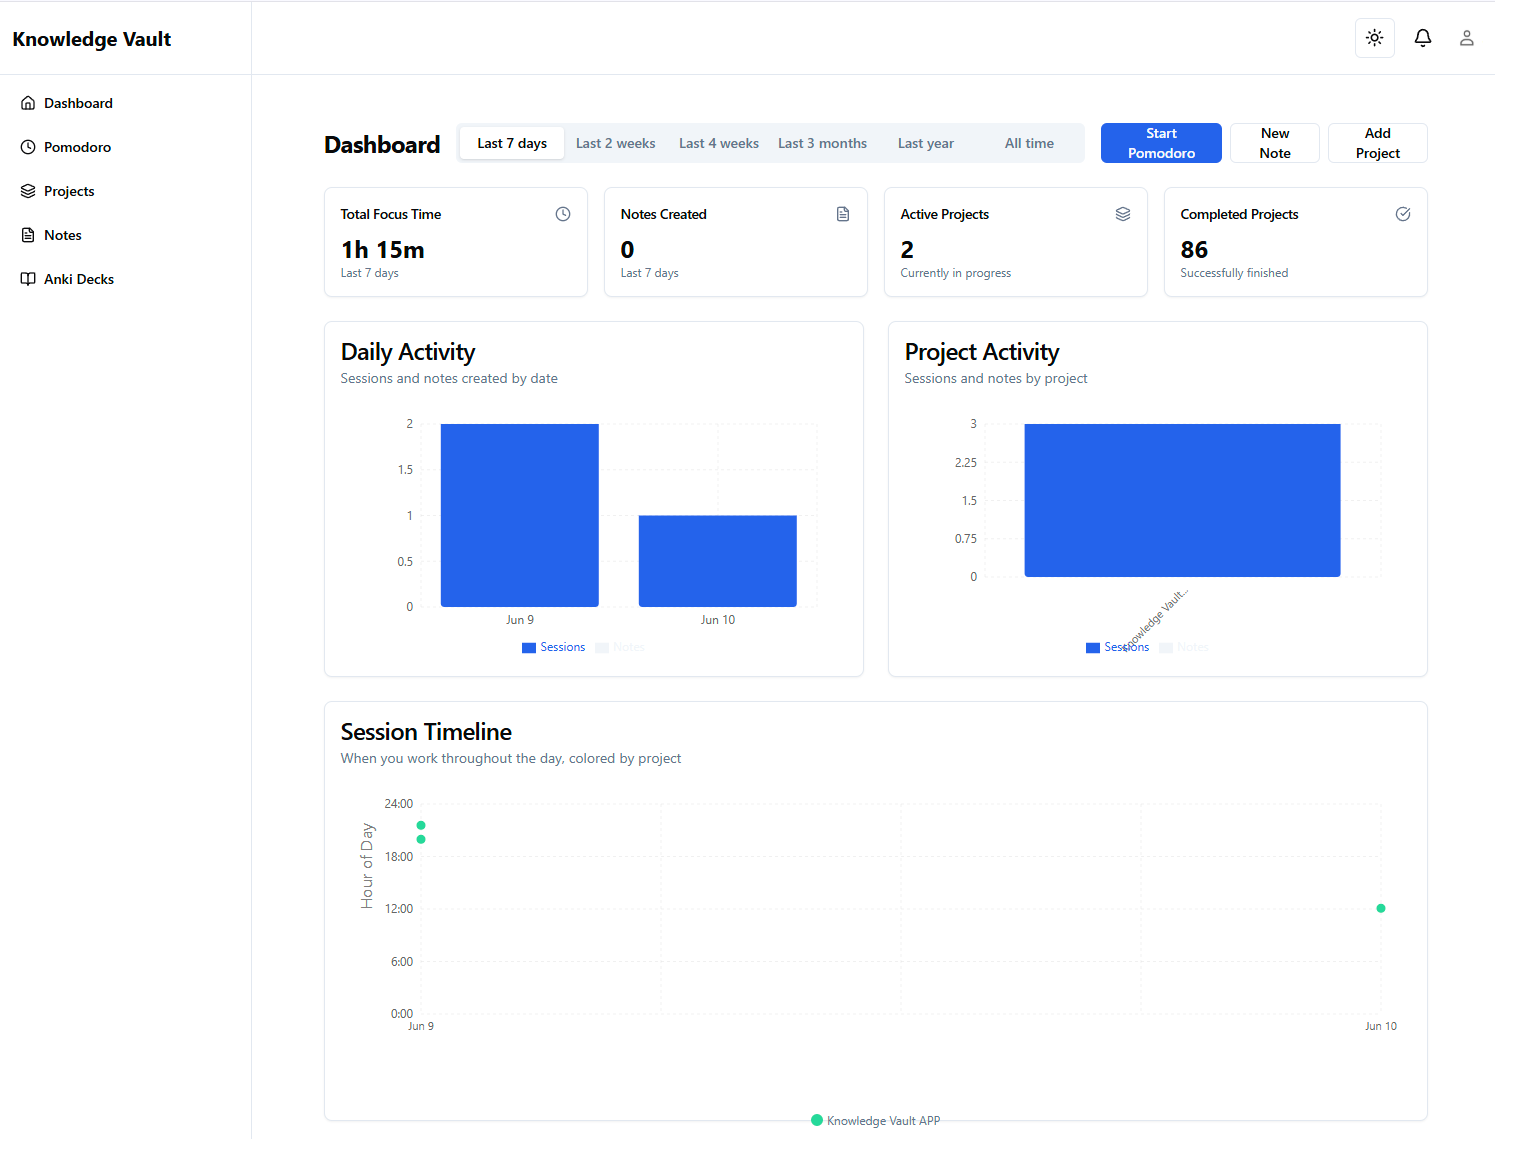 Knowledge Vault
Dashboard
Pomodoro
Projects
Notes
Anki Decks
Dashboard
Last 7 days
Last 2 weeks
Last 4 weeks
Last 3 months
Last year
All time
Start
Pomodoro
New
Note
Add
Project
Total Focus Time
1h 15m
Last 7 days
Notes Created
0
Last 7 days
Active Projects
2
Currently in progress
Completed Projects
86
Successfully finished
Daily Activity
Sessions and notes created by date
2
1.5
1
0.5
0
Jun 9
Jun 10
Sessions
Notes
Project Activity
Sessions and notes by project
3
2.25
1.5
0.75
0
Knowledge Vault...
Sessions
Notes
Session Timeline
When you work throughout the day, colored by project
Hour of Day
24:00
18:00
12:00
6:00
0:00
Jun 9
Jun 10
Knowledge Vault APP